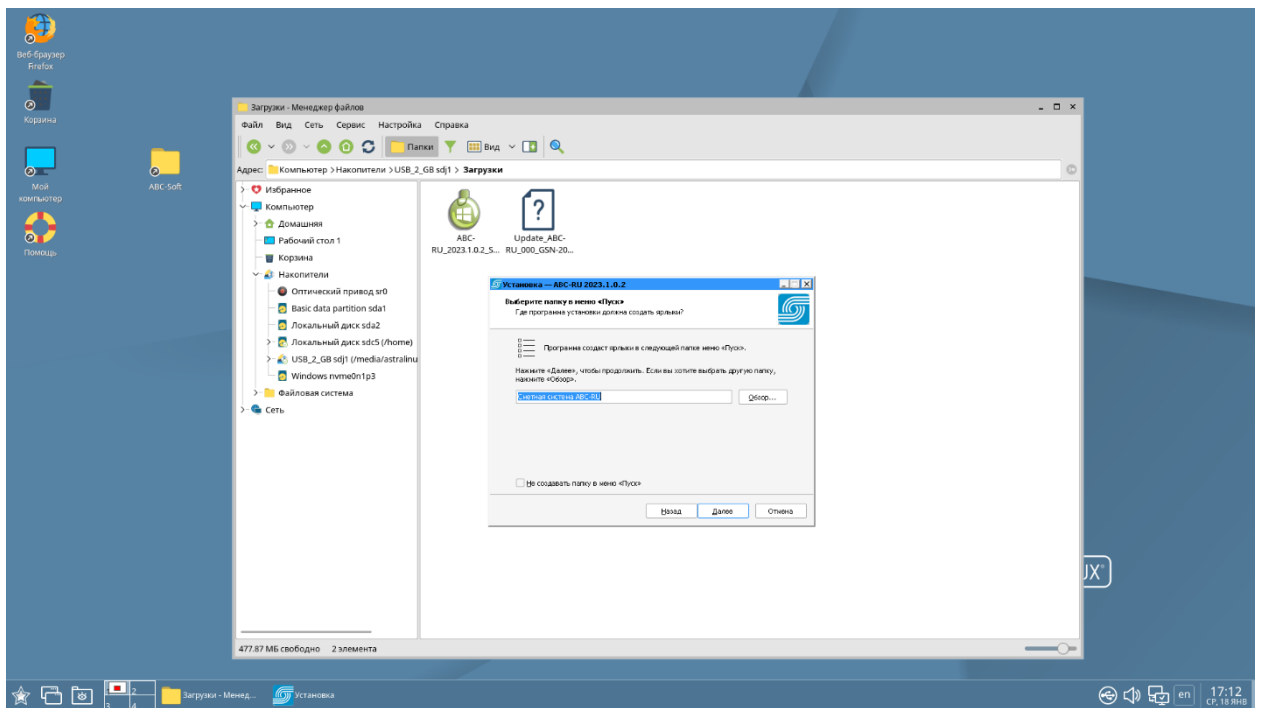 Веб-браузер
Firefox
Корзина
Мой
компьютер
ABC-Soft
Помощь
Загрузки - Менеджер файлов
Файл Вид Сеть Сервис Настройка Справка
Папки Вид
Адрес: Компьютер > Накопители > USB_2_GB sdj1 > Загрузки
Избранное
Компьютер
Домашняя
Рабочий стол 1
Корзина
Накопители
Оптический привод sr0
Basic data partition sda1
Локальный диск sda2
Локальный диск sdc5 (/home)
USB_2_GB sdj1 (/media/astralinu
Windows nvme0n1p3
Файловая система
Сеть
ABC-
RU_2023.1.0.2_S...
Update_ABC-
RU_000_GSN-20...
Установка — ABC-RU 2023.1.0.2
Выберите папку в меню «Пуск»
Где программа установки должна создать ярлыки?
Программа создаст ярлыки в следующей папке меню «Пуск».
Нажмите «Далее», чтобы продолжить. Если вы хотите выбрать другую папку,
нажмите «Обзор».
Сметная система ABC-RU
Обзор...
Не создавать папку в меню «Пуск»
Назад Далее Отмена
UX
477.87 МБ свободно 2 элемента
2
3 4
Загрузки - Менед...
Установка
en
17:12
СР, 18 ЯНВ